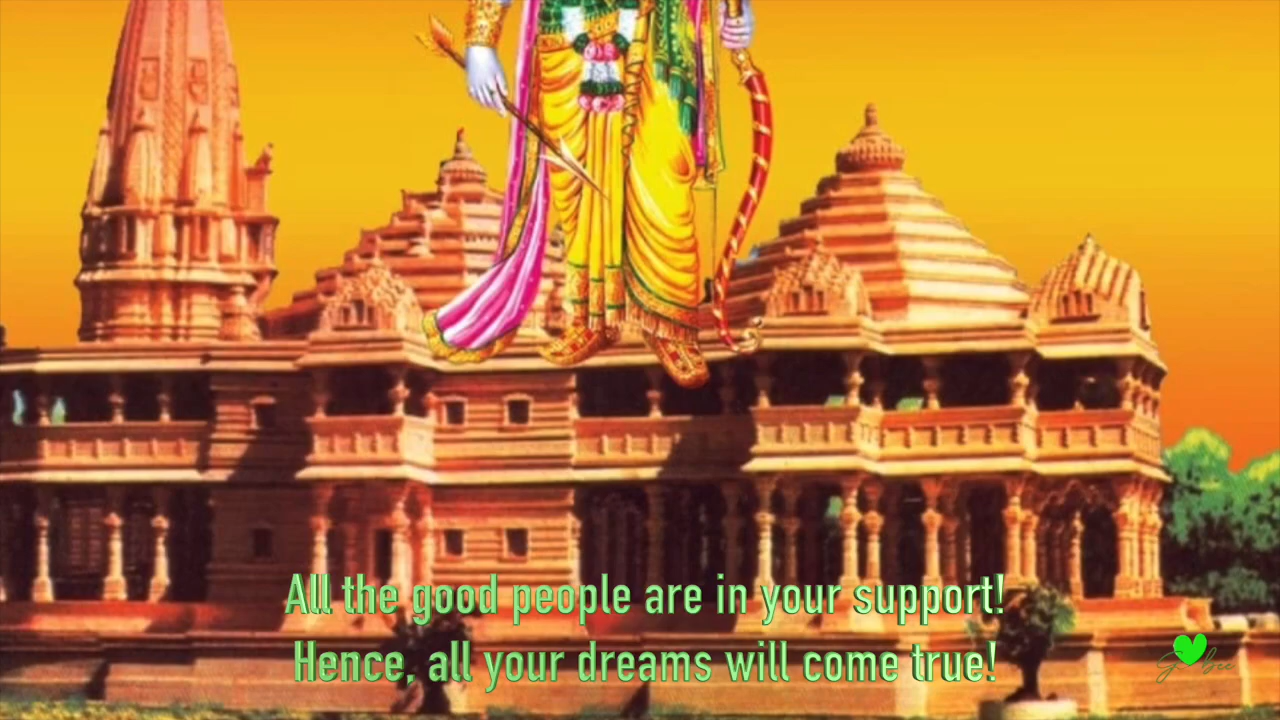 All the good people are in your support!
Hence, all your dreams will come true!